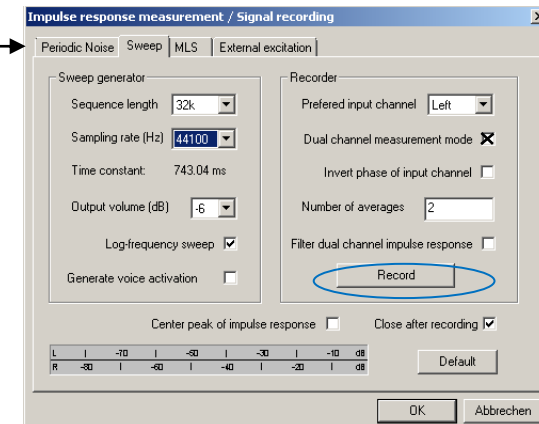 Impulse response measurement / Signal recording
Periodic Noise Sweep MLS External excitation
Sweep generator
Sequence length 32k
Sampling rate (Hz) 44100
Time constant: 743.04 ms
Output volume (dB) -6
Log-frequency sweep
Generate voice activation
Recorder
Prefered input channel Left
Dual channel measurement mode
Invert phase of input channel
Number of averages 2
Filter dual channel impulse response
Record
Center peak of impulse response Close after recording
L | -70 | -50 | -30 | -10 dB
R -80 | -60 | -40 | -20 | dB
Default
OK Abbrechen